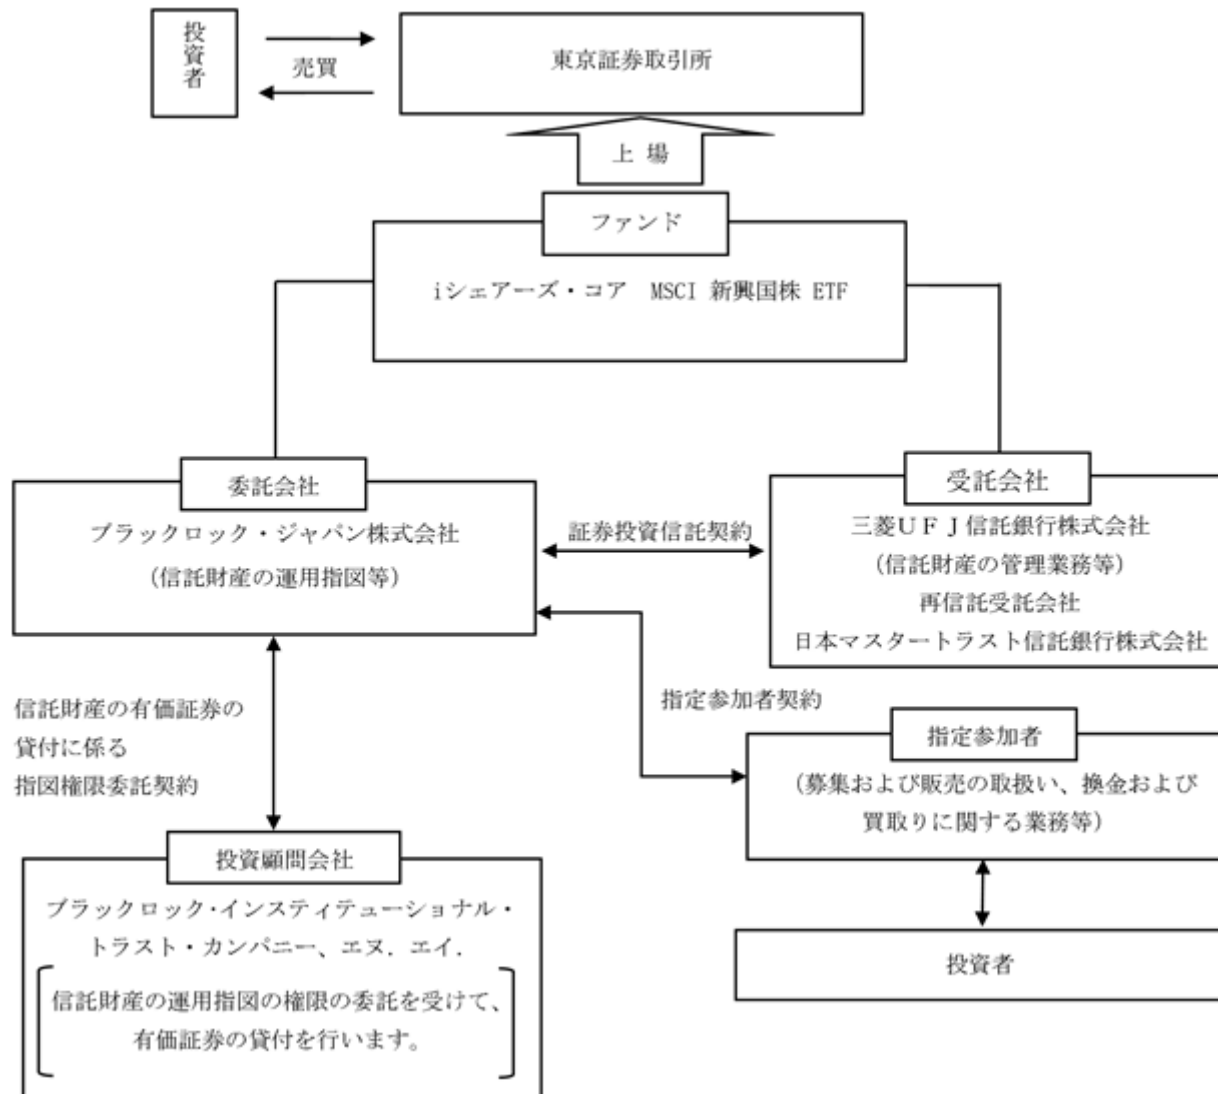 投資者
売買
東京証券取引所
上 場
ファンド
iシェアーズ・コア MSCI 新興国株 ETF
委託会社
ブラックロック・ジャパン株式会社
(信託財産の運用指図等)
証券投資信託契約
受託会社
三菱ＵＦＪ信託銀行株式会社
(信託財産の管理業務等)
再信託受託会社
日本マスタートラスト信託銀行株式会社
信託財産の有価証券の
貸付に係る
指図権限委託契約
指定参加者契約
指定参加者
(募集および販売の取扱い、換金および
買取りに関する業務等)
投資顧問会社
ブラックロック・インスティテューショナル・
トラスト・カンパニー、エヌ．エイ．
信託財産の運用指図の権限の委託を受けて、
有価証券の貸付を行います。
投資者